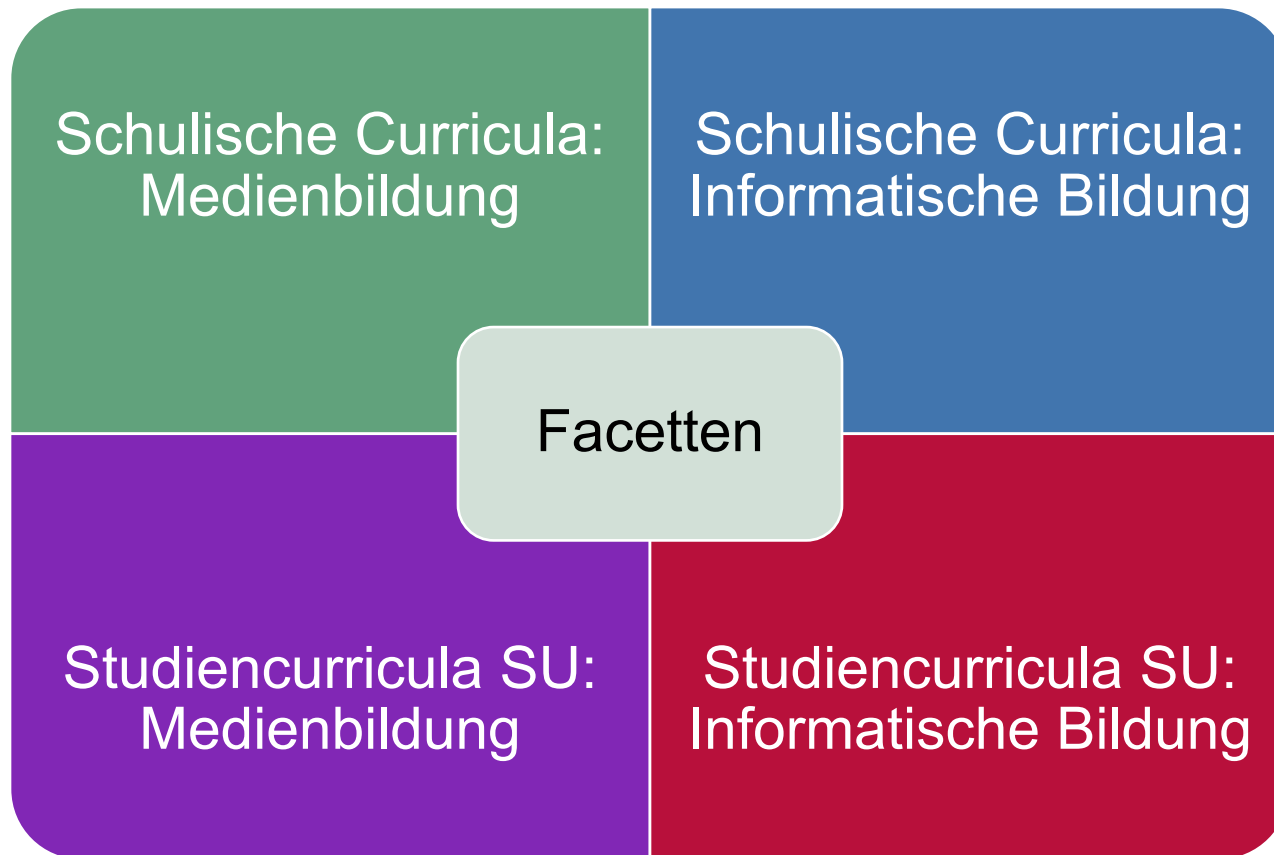 Schulische Curricula:
Medienbildung
Schulische Curricula:
Informatische Bildung
Facetten
Studiencurricula SU:
Medienbildung
Studiencurricula SU:
Informatische Bildung